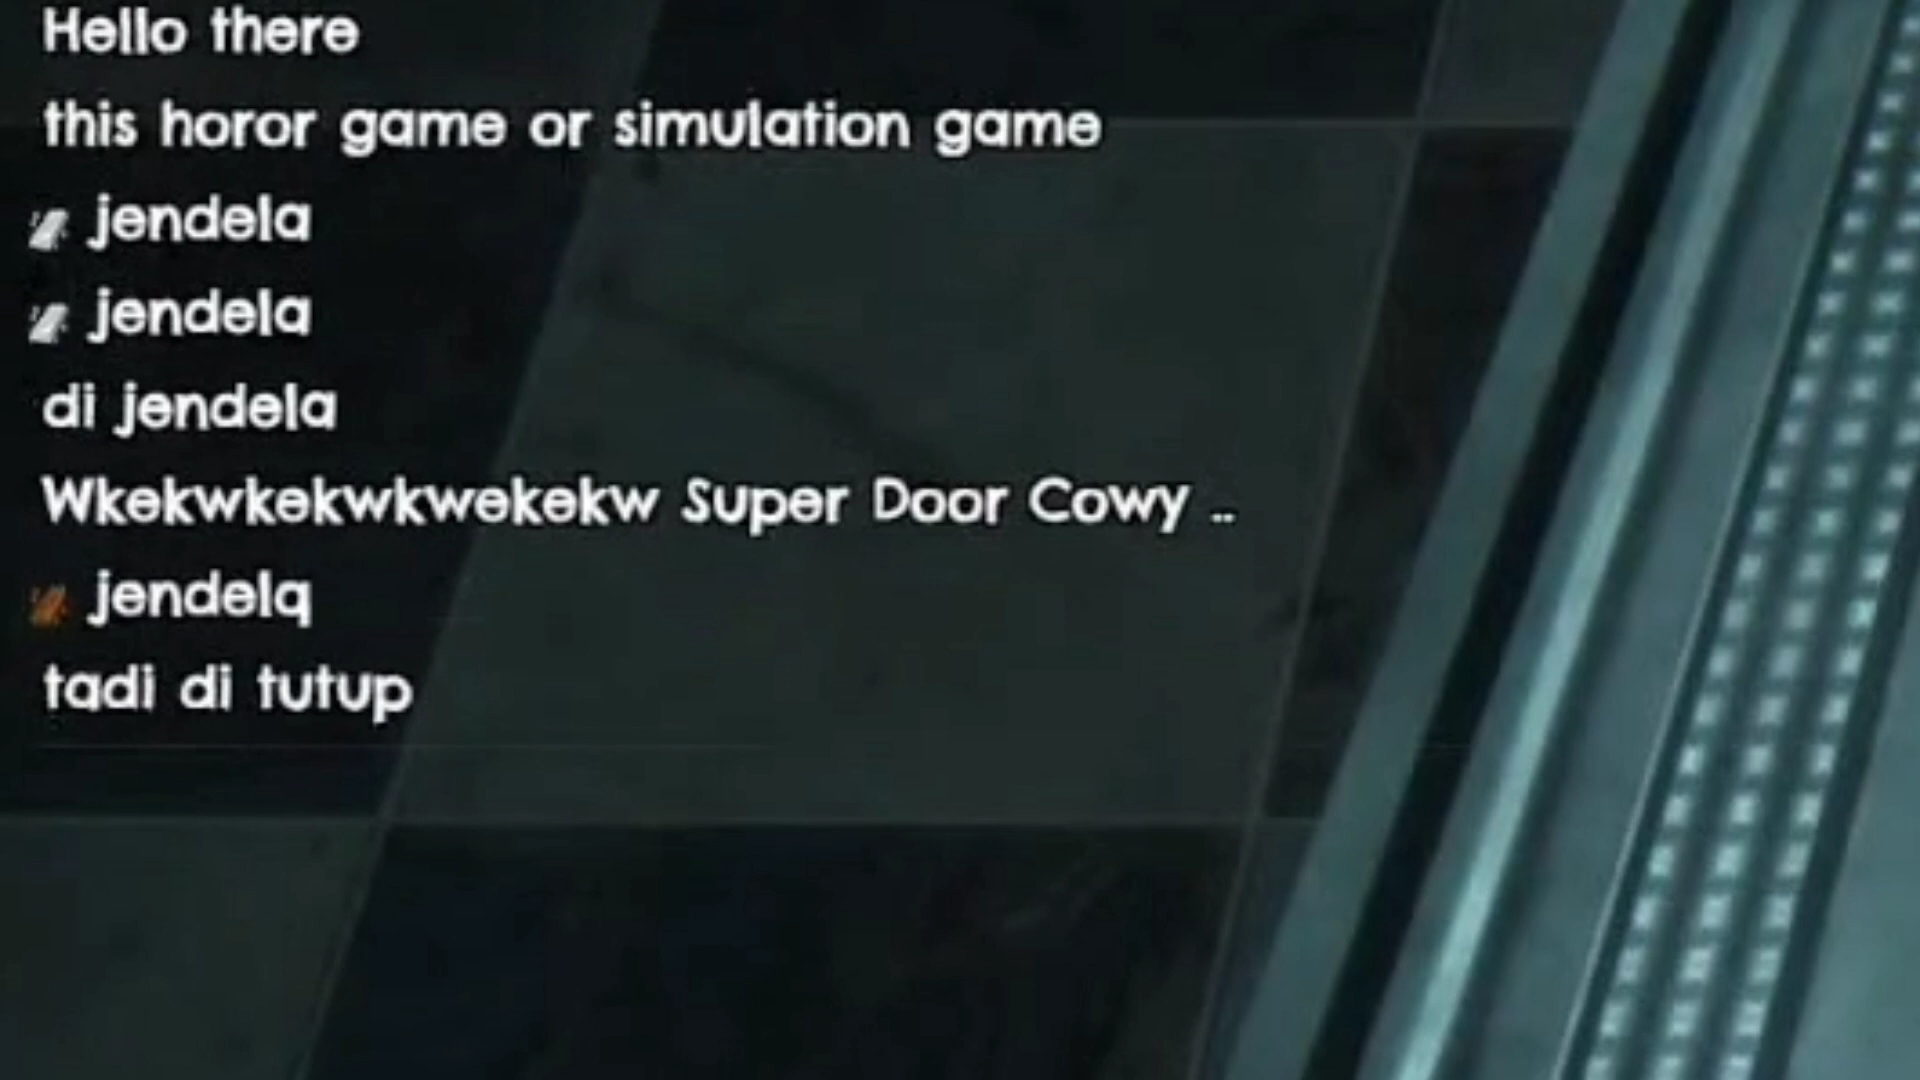 Hello there
this horor game or simulation game
jendela
jendela
di jendela
Wkekwkekwkwekekw Super Door Cowy ..
jendelq
tadi di tutup